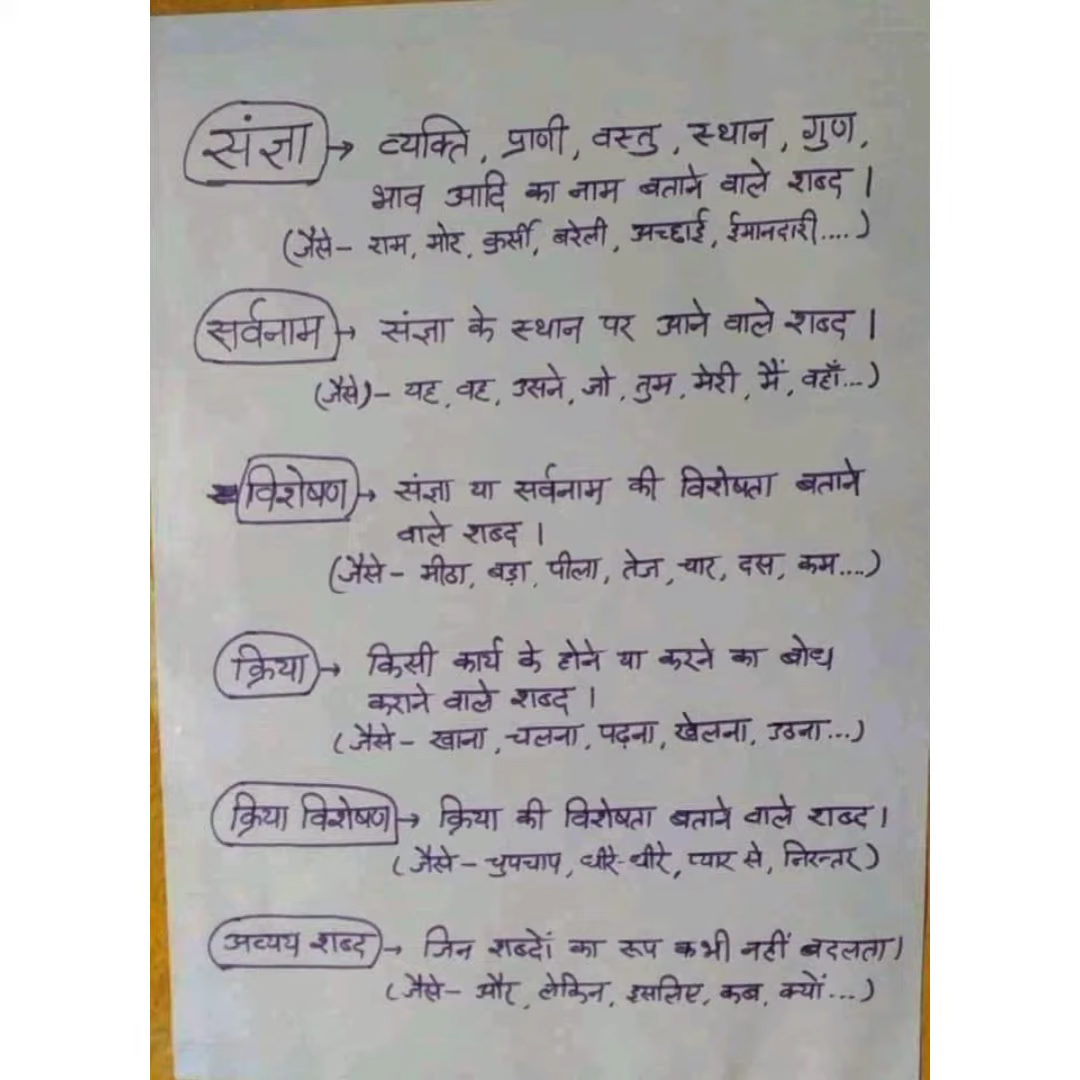 संज्ञा → व्यक्ति, प्राणी, वस्तु, स्थान, गुण,
भाव आदि का नाम बताने वाले शब्द ।
(जैसे - राम, मोर, कुर्सी, बरेली, अच्छाई, ईमानदारी....)
सर्वनाम → संज्ञा के स्थान पर आने वाले शब्द ।
(जैसे) - यह, वह, उसने, जो, तुम, मेरी, मैं, वहाँ...)
विशेषण → संज्ञा या सर्वनाम की विशेषता बताने
वाले शब्द ।
(जैसे - मीठा, बड़ा, पीला, तेज, चार, दस, कम....)
क्रिया → किसी कार्य के होने या करने का बोध
कराने वाले शब्द ।
(जैसे - खाना, चलना, पढ़ना, खेलना, उठना...)
क्रिया विशेषण → क्रिया की विशेषता बताने वाले शब्द ।
(जैसे - चुपचाप, धीरे-धीरे, प्यार से, निरन्तर)
अव्यय शब्द → जिन शब्दों का रूप कभी नहीं बदलता ।
(जैसे - और, लेकिन, इसलिए, कब, क्यों...)